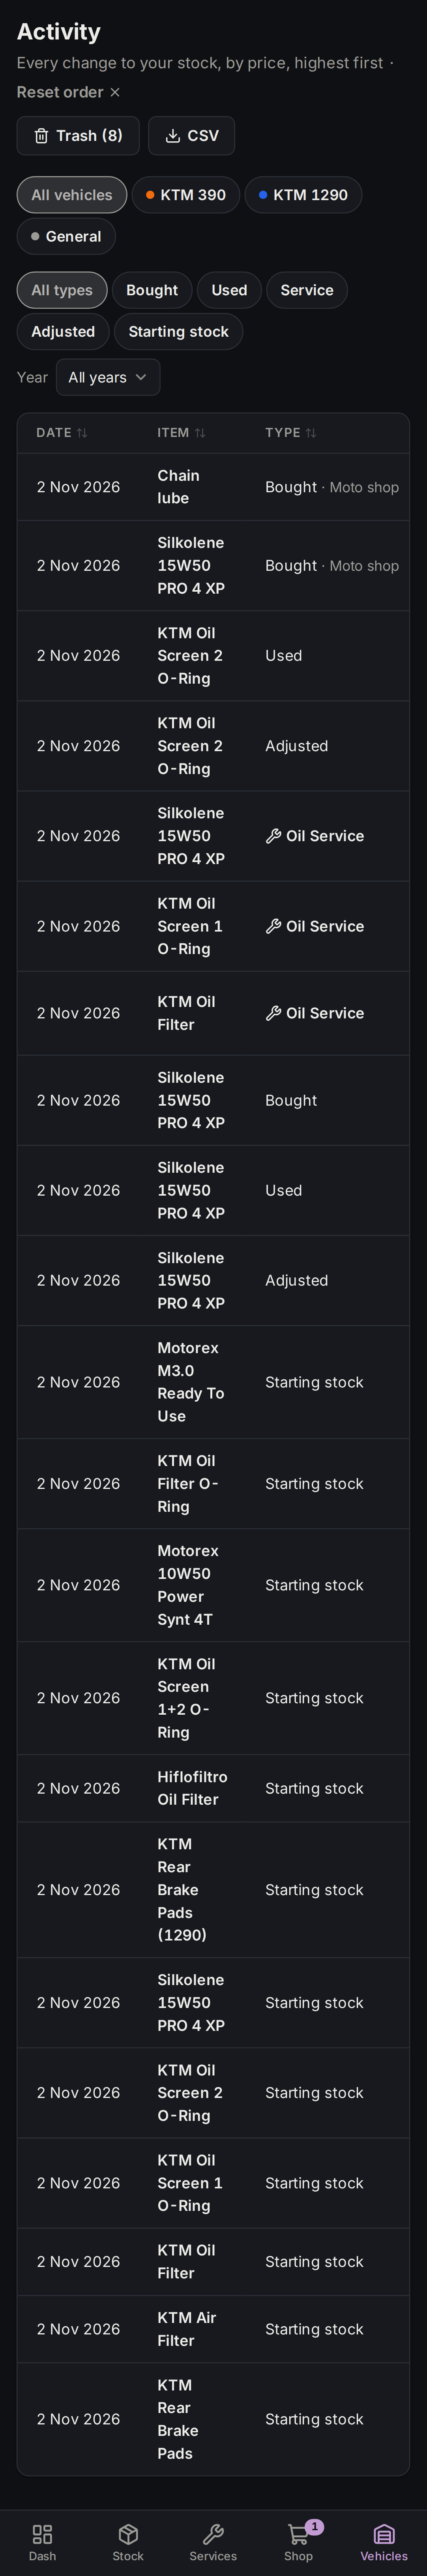 Activity
Every change to your stock, by price, highest first ·
Reset order ×
Trash (8)
CSV
All vehicles
KTM 390
KTM 1290
General
All types
Bought
Used
Service
Adjusted
Starting stock
Year
All years
DATE
ITEM
TYPE
2 Nov 2026
Chain
lube
Bought · Moto shop
2 Nov 2026
Silkolene
15W50
PRO 4 XP
Bought · Moto shop
2 Nov 2026
KTM Oil
Screen 2
O-Ring
Used
2 Nov 2026
KTM Oil
Screen 2
O-Ring
Adjusted
2 Nov 2026
Silkolene
15W50
PRO 4 XP
Oil Service
2 Nov 2026
KTM Oil
Screen 1
O-Ring
Oil Service
2 Nov 2026
KTM Oil
Filter
Oil Service
2 Nov 2026
Silkolene
15W50
PRO 4 XP
Bought
2 Nov 2026
Silkolene
15W50
PRO 4 XP
Used
2 Nov 2026
Silkolene
15W50
PRO 4 XP
Adjusted
2 Nov 2026
Motorex
M3.0
Ready To
Use
Starting stock
2 Nov 2026
KTM Oil
Filter O-
Ring
Starting stock
2 Nov 2026
Motorex
10W50
Power
Synt 4T
Starting stock
2 Nov 2026
KTM Oil
Screen
1+2 O-
Ring
Starting stock
2 Nov 2026
Hiflofiltro
Oil Filter
Starting stock
2 Nov 2026
KTM
Rear
Brake
Pads
(1290)
Starting stock
2 Nov 2026
Silkolene
15W50
PRO 4 XP
Starting stock
2 Nov 2026
KTM Oil
Screen 2
O-Ring
Starting stock
2 Nov 2026
KTM Oil
Screen 1
O-Ring
Starting stock
2 Nov 2026
KTM Oil
Filter
Starting stock
2 Nov 2026
KTM Air
Filter
Starting stock
2 Nov 2026
KTM
Rear
Brake
Pads
Starting stock
Dash
Stock
Services
1
Shop
Vehicles